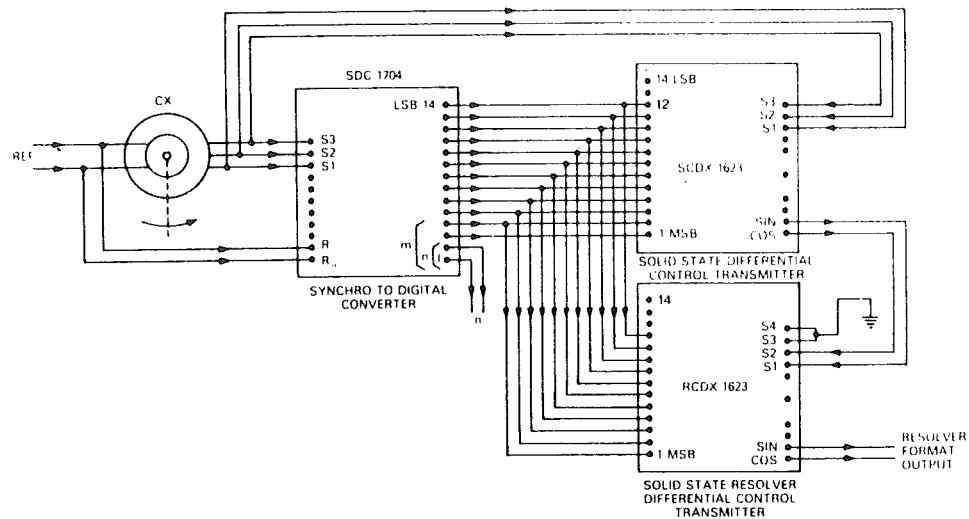 SDC 1704
CX
REF
LSB 14
S3
S2
S1
R
m
n
n
SYNCHRO TO DIGITAL
CONVERTER
14 LSB
12
S3
S2
S1
SCDX 1623
SIN
COS
1 MSB
SOLID STATE DIFFERENTIAL
CONTROL TRANSMITTER
14
S4
S3
S2
S1
RCDX 1623
SIN
COS
1 MSB
RESOLVER
FORMAT
OUTPUT
SOLID STATE RESOLVER
DIFFERENTIAL CONTROL
TRANSMITTER